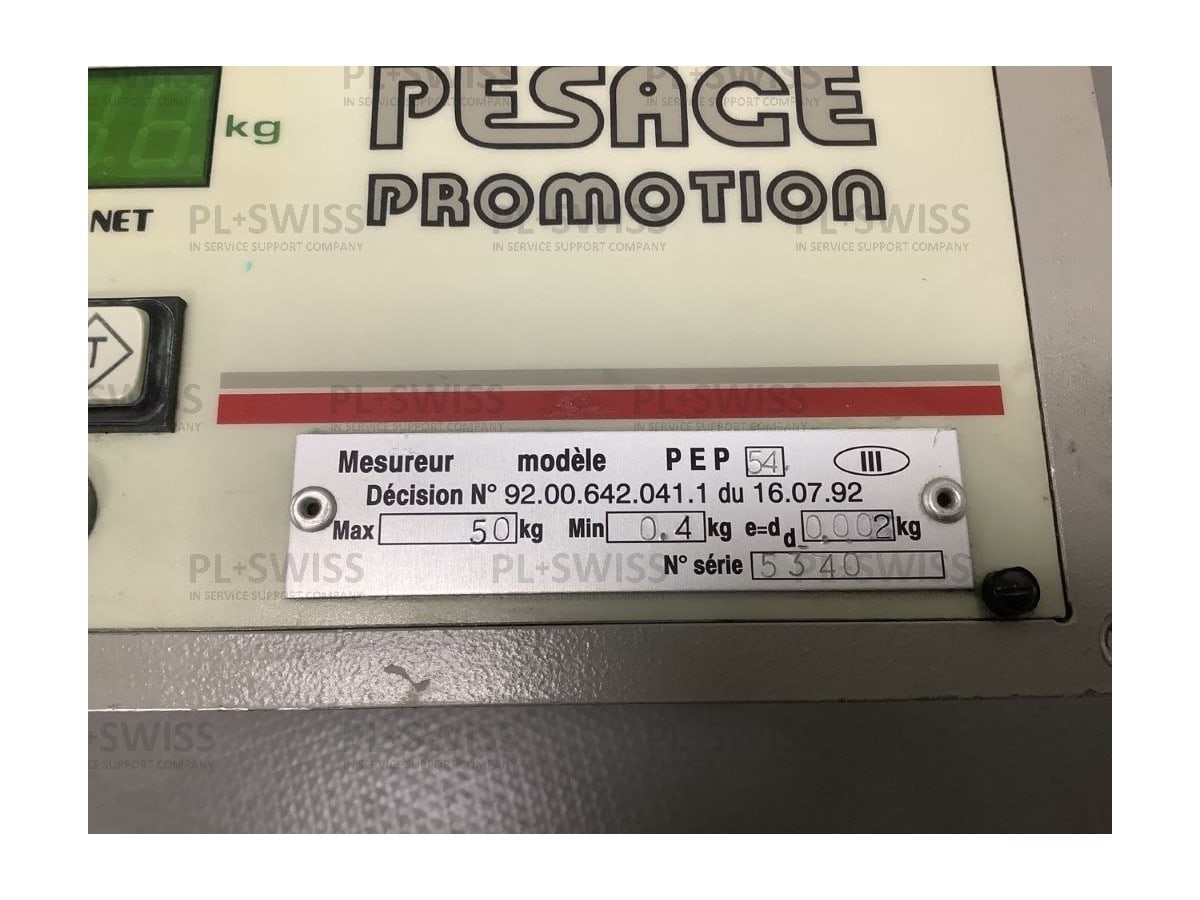 PESAGE
kg
PROMOTION
NET
PL+SWISS
IN SERVICE SUPPORT COMPANY
T
Mesureur modèle PEP 54 III
Décision N° 92.00.642.041.1 du 16.07.92
Max 50 kg Min 0.4 kg e=d d 0.002 kg
N° série 5340